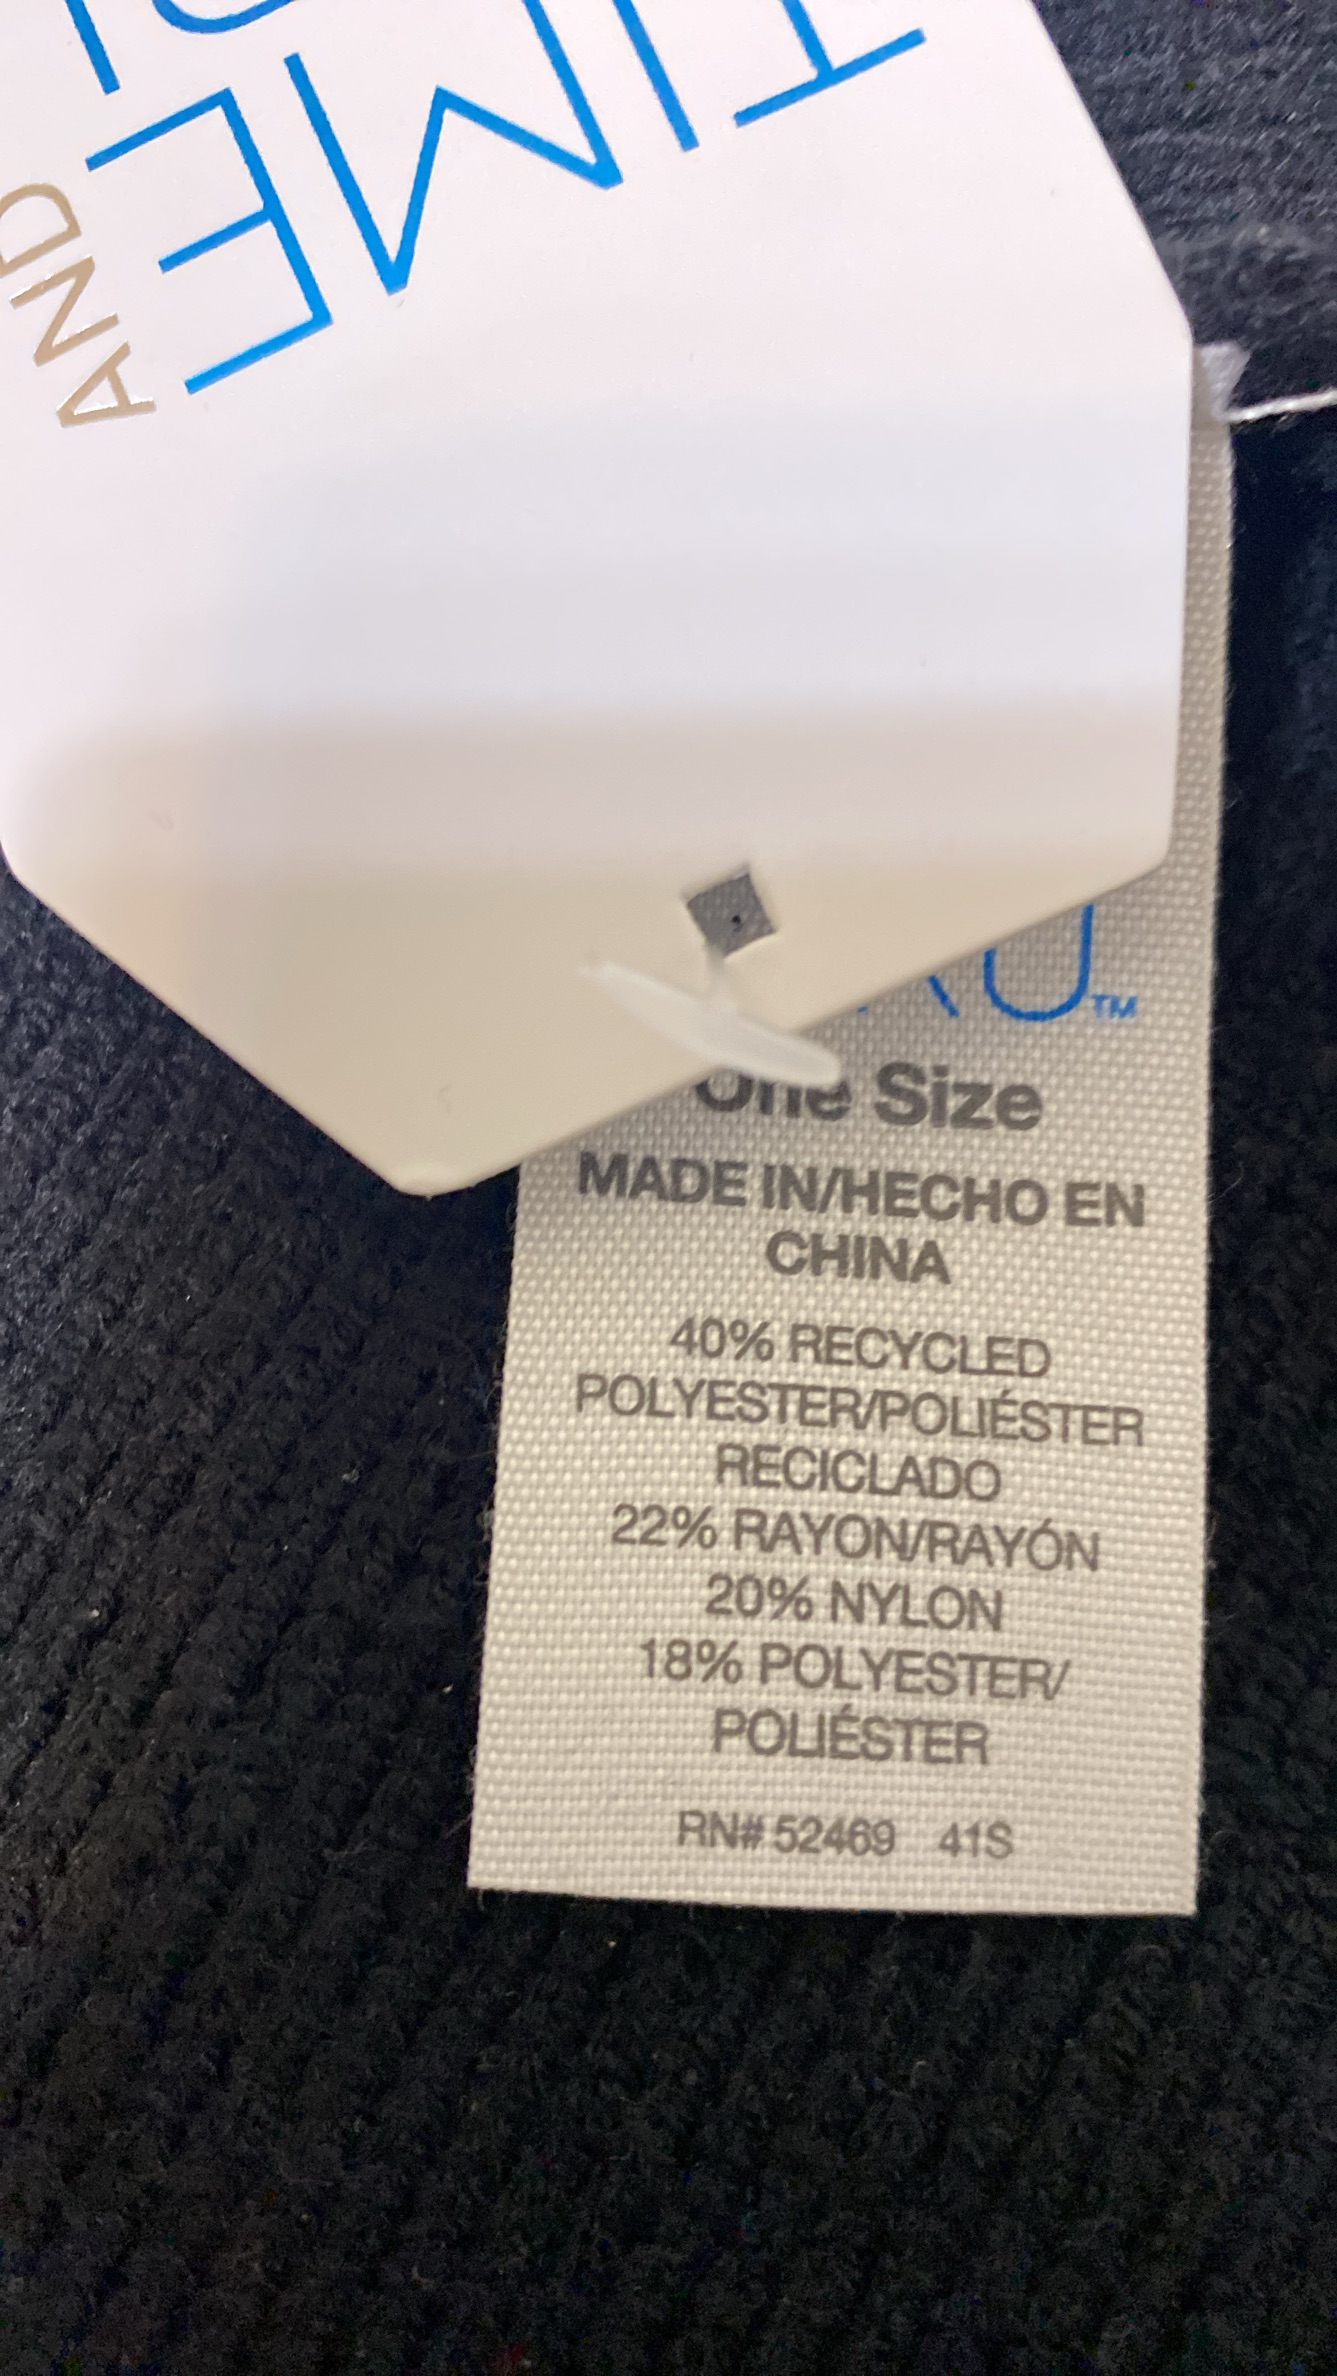 TIME
AND
TM
One Size
MADE IN/HECHO EN
CHINA
40% RECYCLED
POLYESTER/POLIÉSTER
RECICLADO
22% RAYON/RAYÓN
20% NYLON
18% POLYESTER/
POLIÉSTER
RN# 52469 41S